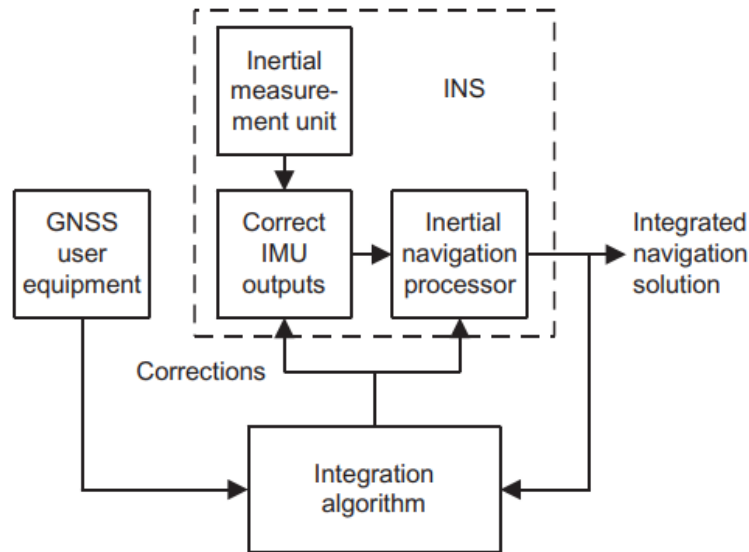 Inertial
measure-
ment unit
INS
GNSS
user
equipment
Correct
IMU
outputs
Inertial
navigation
processor
Integrated
navigation
solution
Corrections
Integration
algorithm